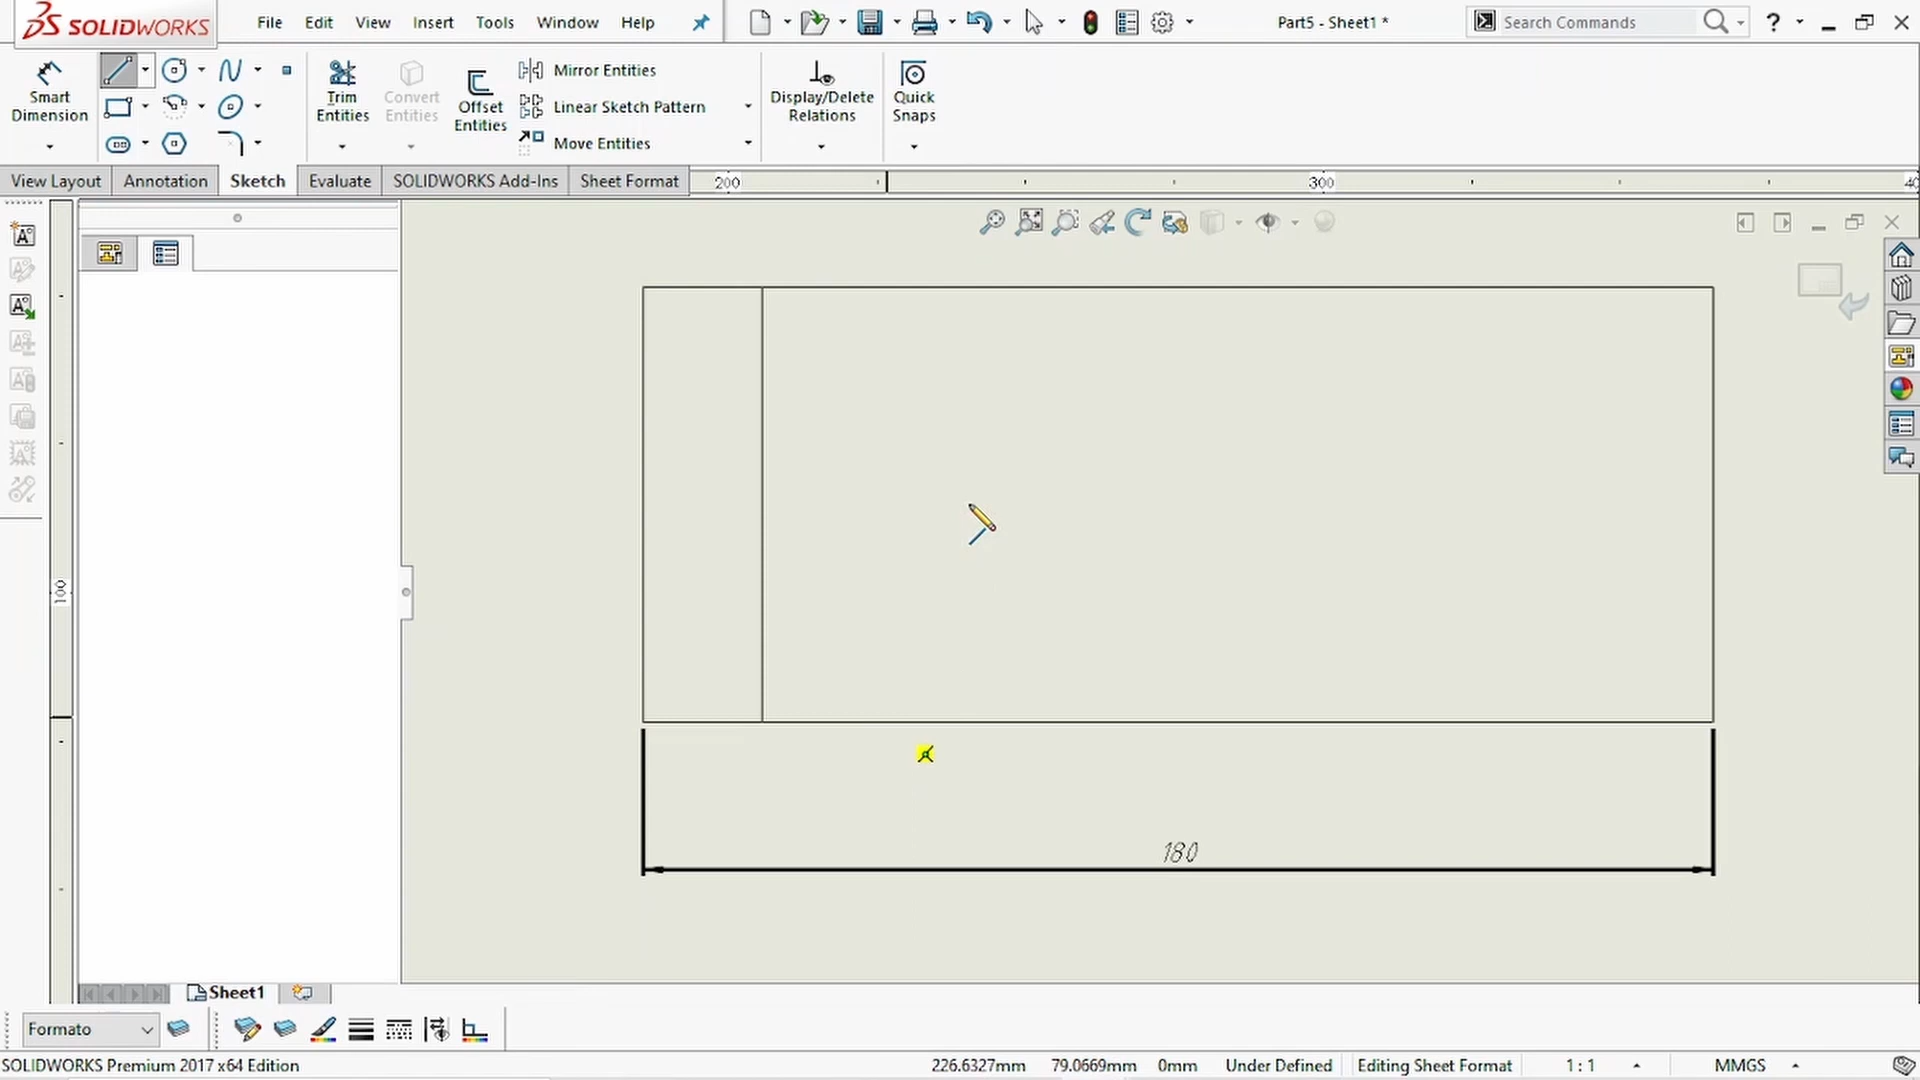 SOLIDWORKS File Edit View Insert Tools Window Help Part5 - Sheet1 * Search Commands ?
Smart Dimension
Trim Entities
Convert Entities
Offset Entities
Mirror Entities
Linear Sketch Pattern
Move Entities
Display/Delete Relations
Quick Snaps
View Layout Annotation Sketch Evaluate SOLIDWORKS Add-Ins Sheet Format 200 300
100
180
Sheet1
Formato
SOLIDWORKS Premium 2017 x64 Edition 226.6327mm 79.0669mm 0mm Under Defined Editing Sheet Format 1 : 1 MMGS